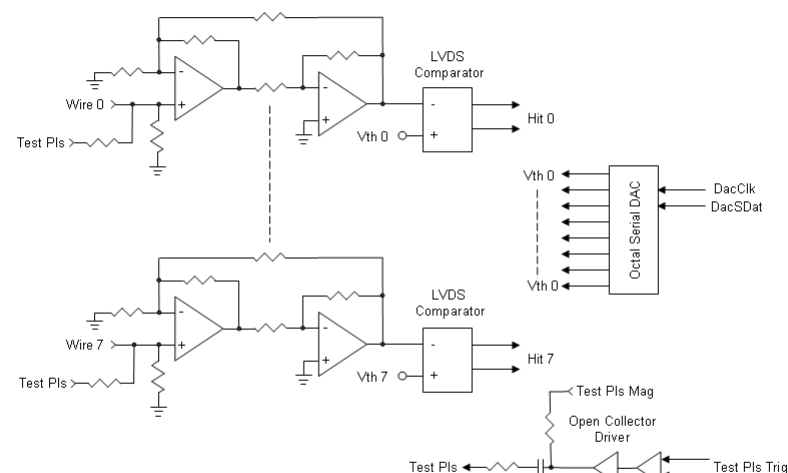 LVDS
Comparator
-
+
-
+
-
+
Wire 0
Test Pls
Vth 0
Hit 0
Vth 0
Vth 0
Octal Serial DAC
DacClk
DacSDat
LVDS
Comparator
-
+
-
+
-
+
Wire 7
Test Pls
Vth 7
Hit 7
Test Pls Mag
Open Collector
Driver
Test Pls
Test Pls Trig